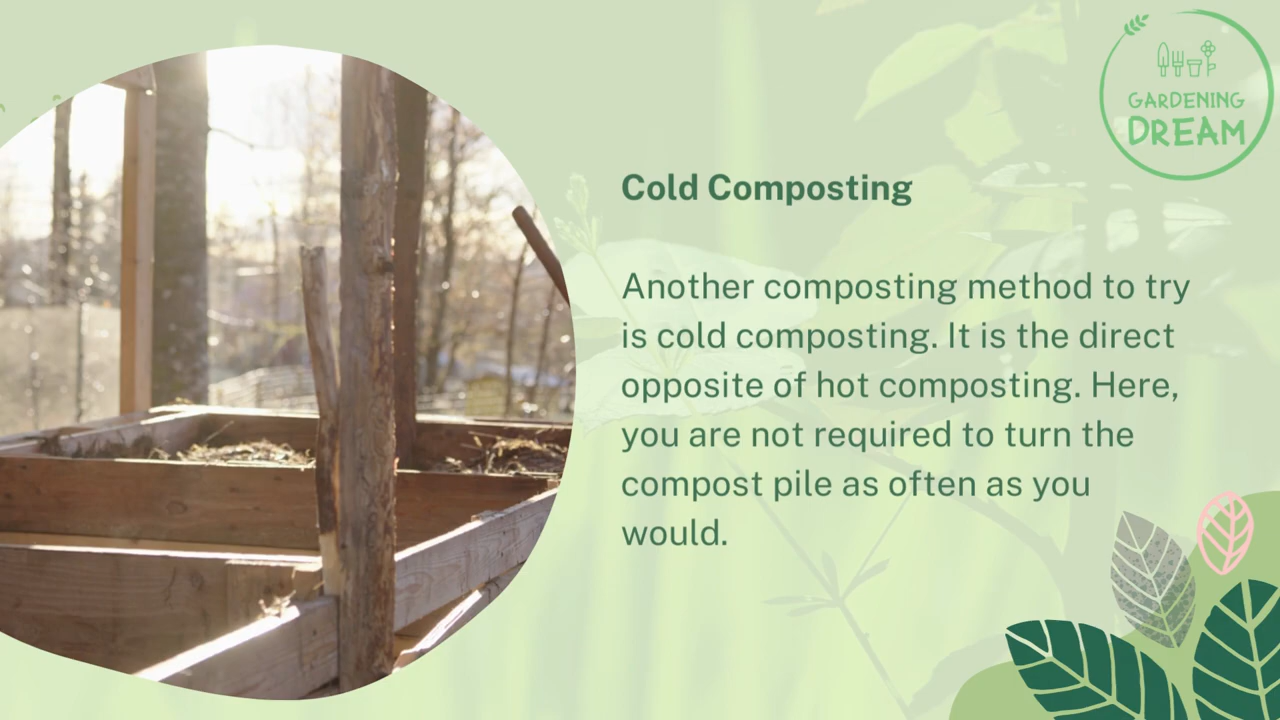 GARDENING
DREAM
Cold Composting
Another composting method to try
is cold composting. It is the direct
opposite of hot composting. Here,
you are not required to turn the
compost pile as often as you
would.